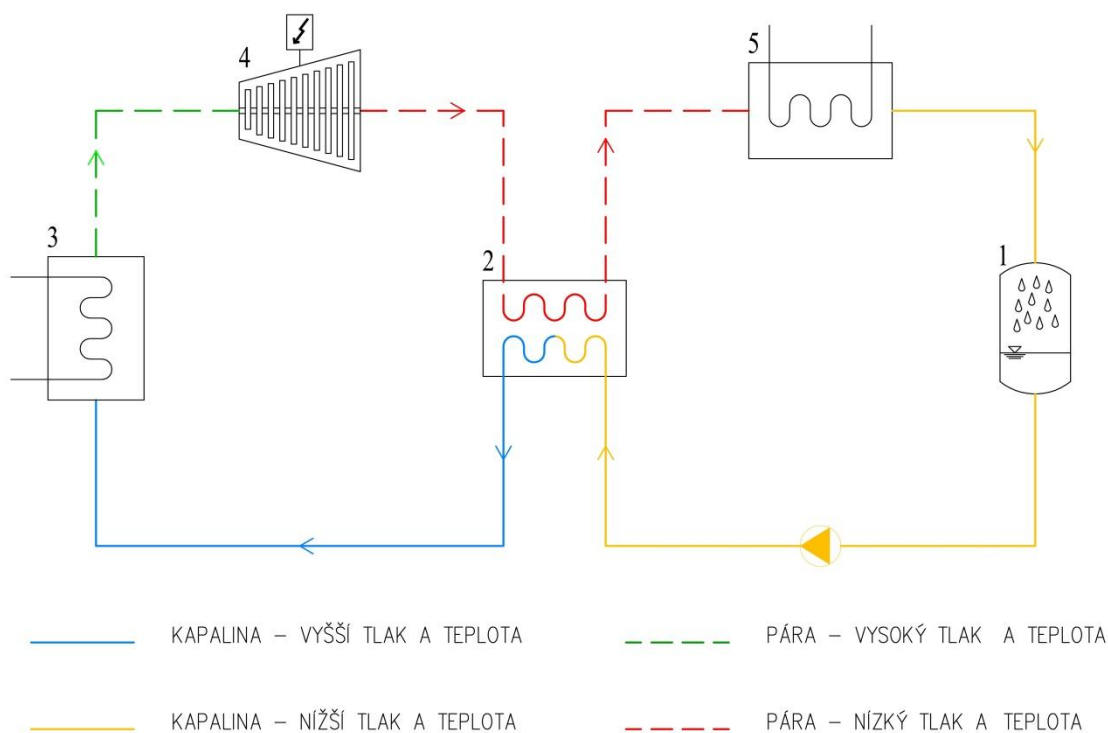 4
5
3
2
1
KAPALINA – VYŠŠÍ TLAK A TEPLOTA
PÁRA – VYSOKÝ TLAK A TEPLOTA
KAPALINA – NÍŽŠÍ TLAK A TEPLOTA
PÁRA – NÍZKÝ TLAK A TEPLOTA